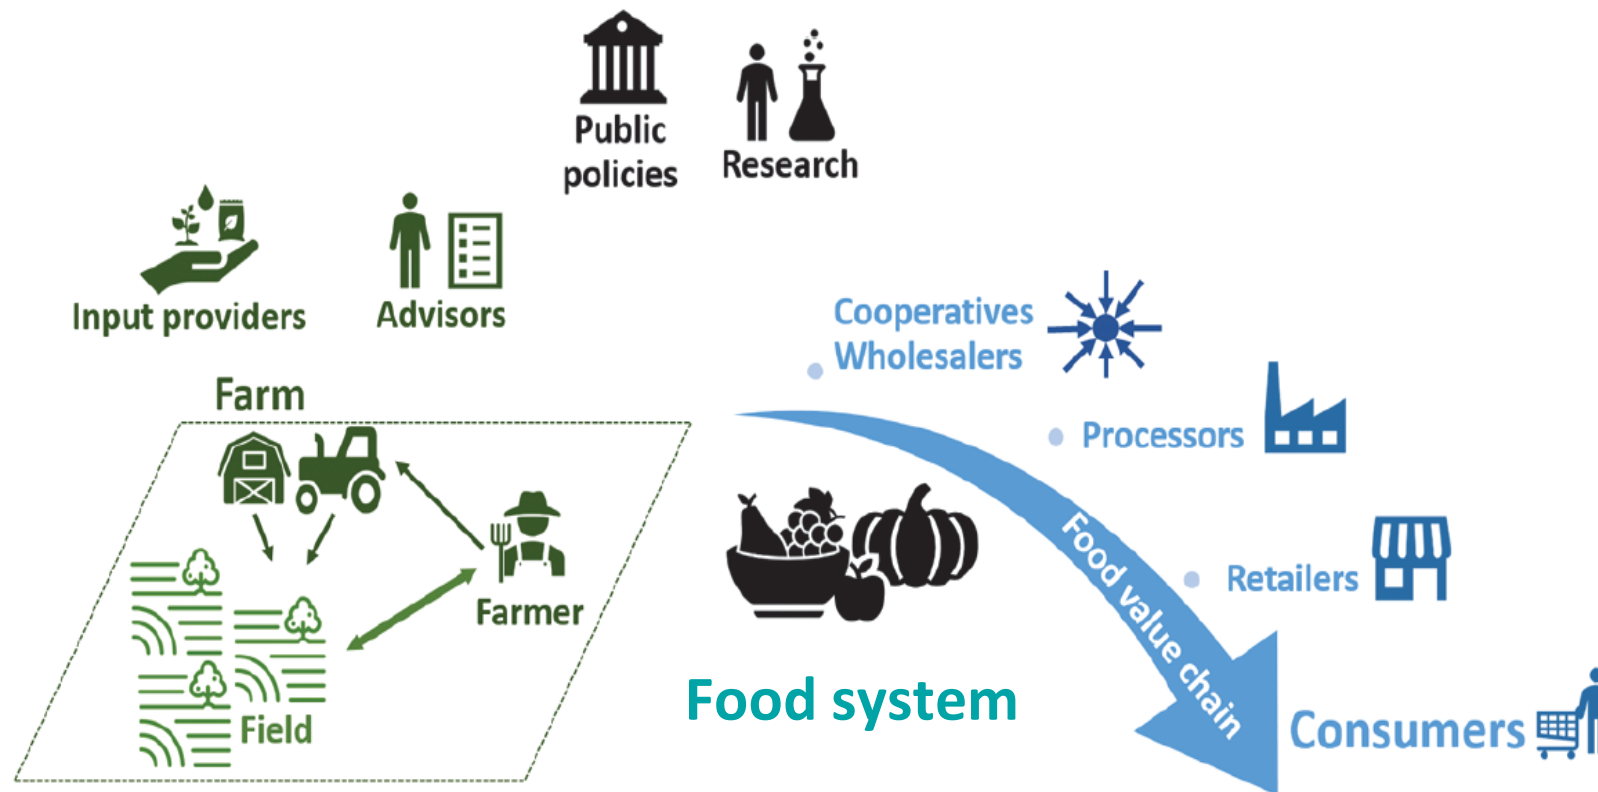 Public
policies
Research
Input providers
Advisors
Cooperatives
Wholesalers
Farm
Processors
Food value chain
Retailers
Farmer
Food system
Field
Consumers